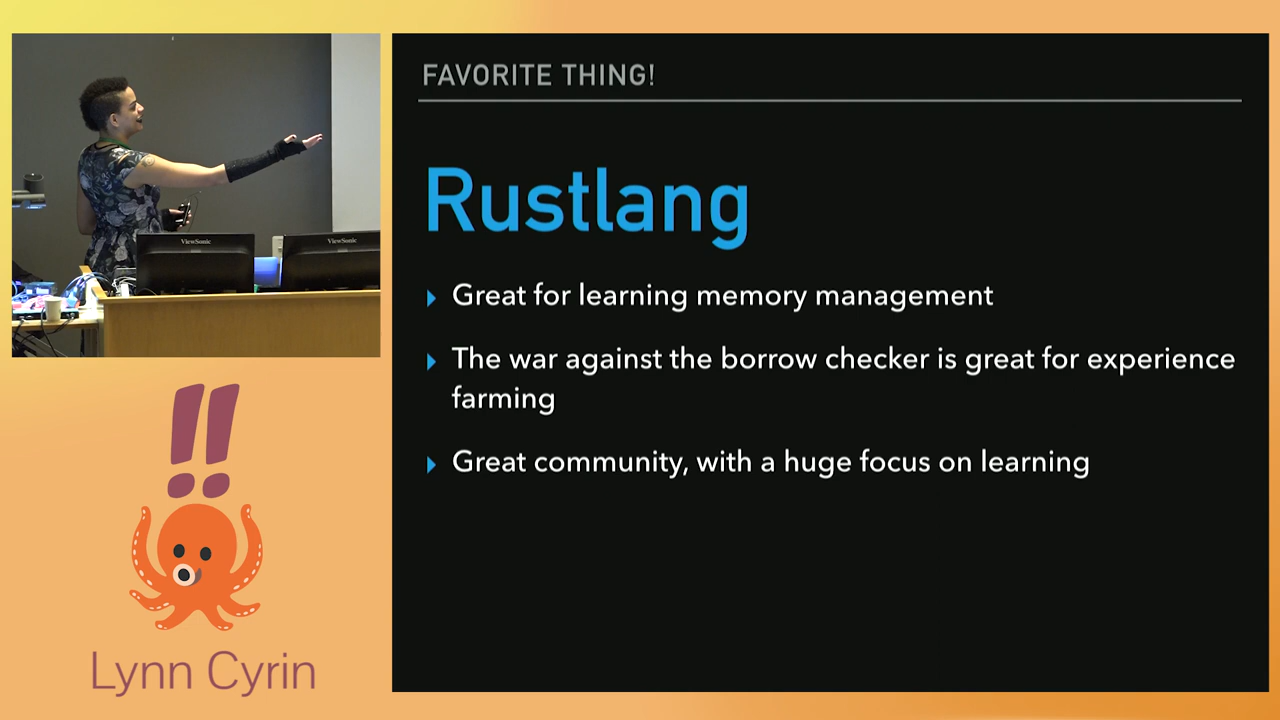 FAVORITE THING!
Rustlang
Great for learning memory management
The war against the borrow checker is great for experience
farming
Great community, with a huge focus on learning
ViewSonic
ViewSonic
!!
Lynn Cyrin